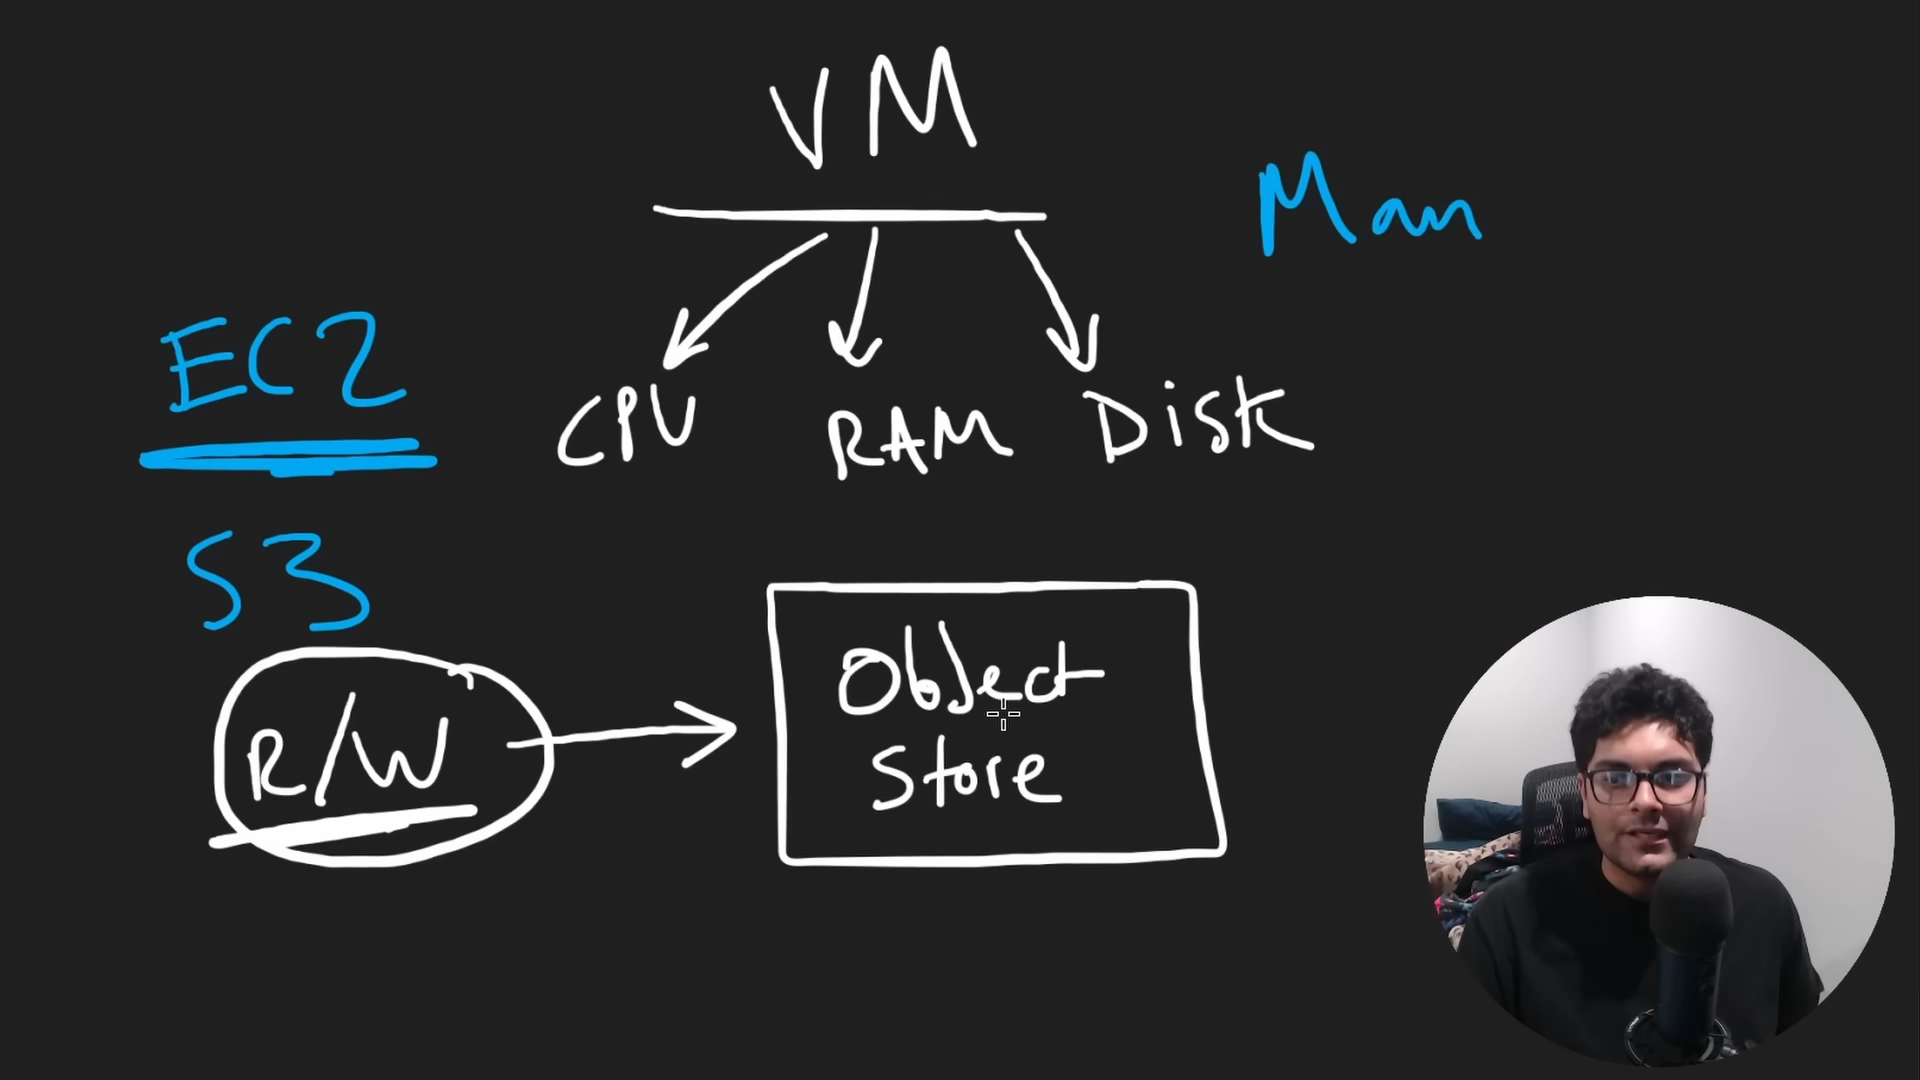 VM
Man
EC2
CPU RAM Disk
S3
R/W
Object
Store